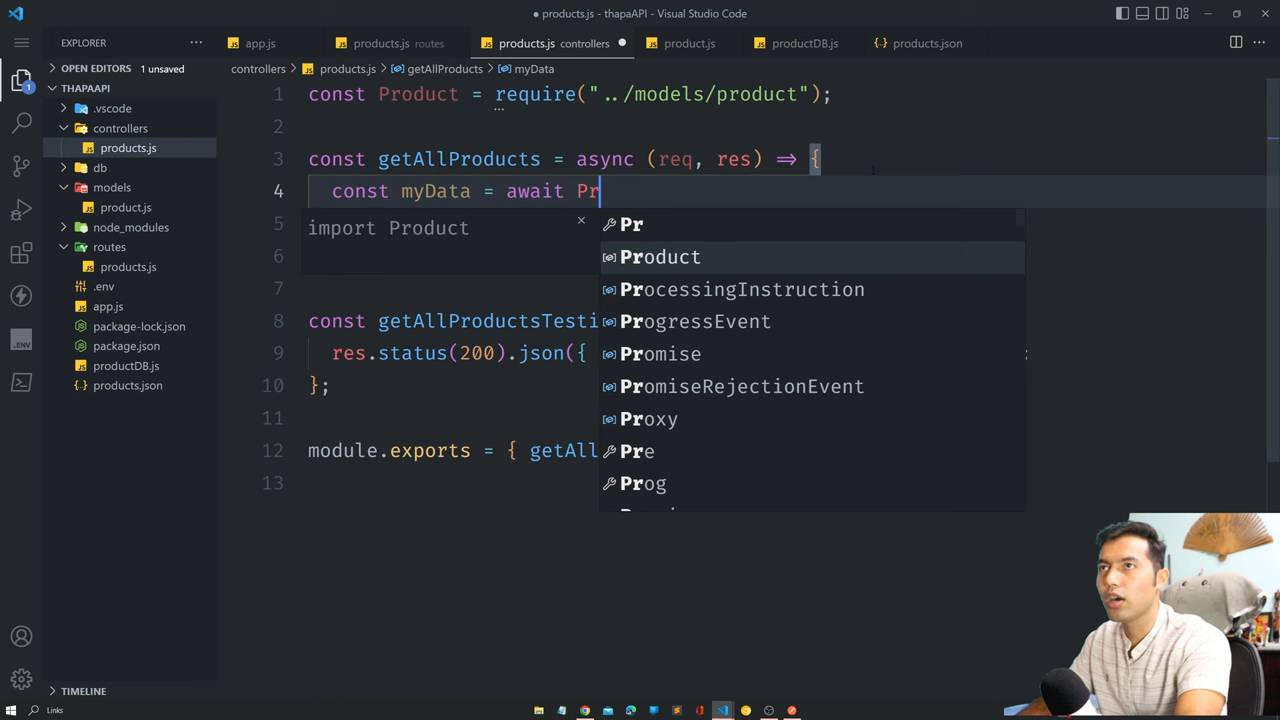 ● products.js - thapaAPI - Visual Studio Code
EXPLORER
app.js
products.js routes
products.js controllers
product.js
productDB.js
products.json
OPEN EDITORS 1 unsaved
THAPAAPI
.vscode
controllers
products.js
db
models
product.js
node_modules
routes
products.js
.env
app.js
package-lock.json
package.json
productDB.js
products.json
TIMELINE
1
.ENV
controllers > products.js > getAllProducts > myData
1 const Product = require("../models/product");
2
3 const getAllProducts = async (req, res) => {
4 const myData = await Pr
5
6
7
8 const getAllProductsTesti
9 res.status(200).json({
10 };
11
12 module.exports = { getAll
13
import Product
Pr
Product
ProcessingInstruction
ProgressEvent
Promise
PromiseRejectionEvent
Proxy
Pre
Prog
Links